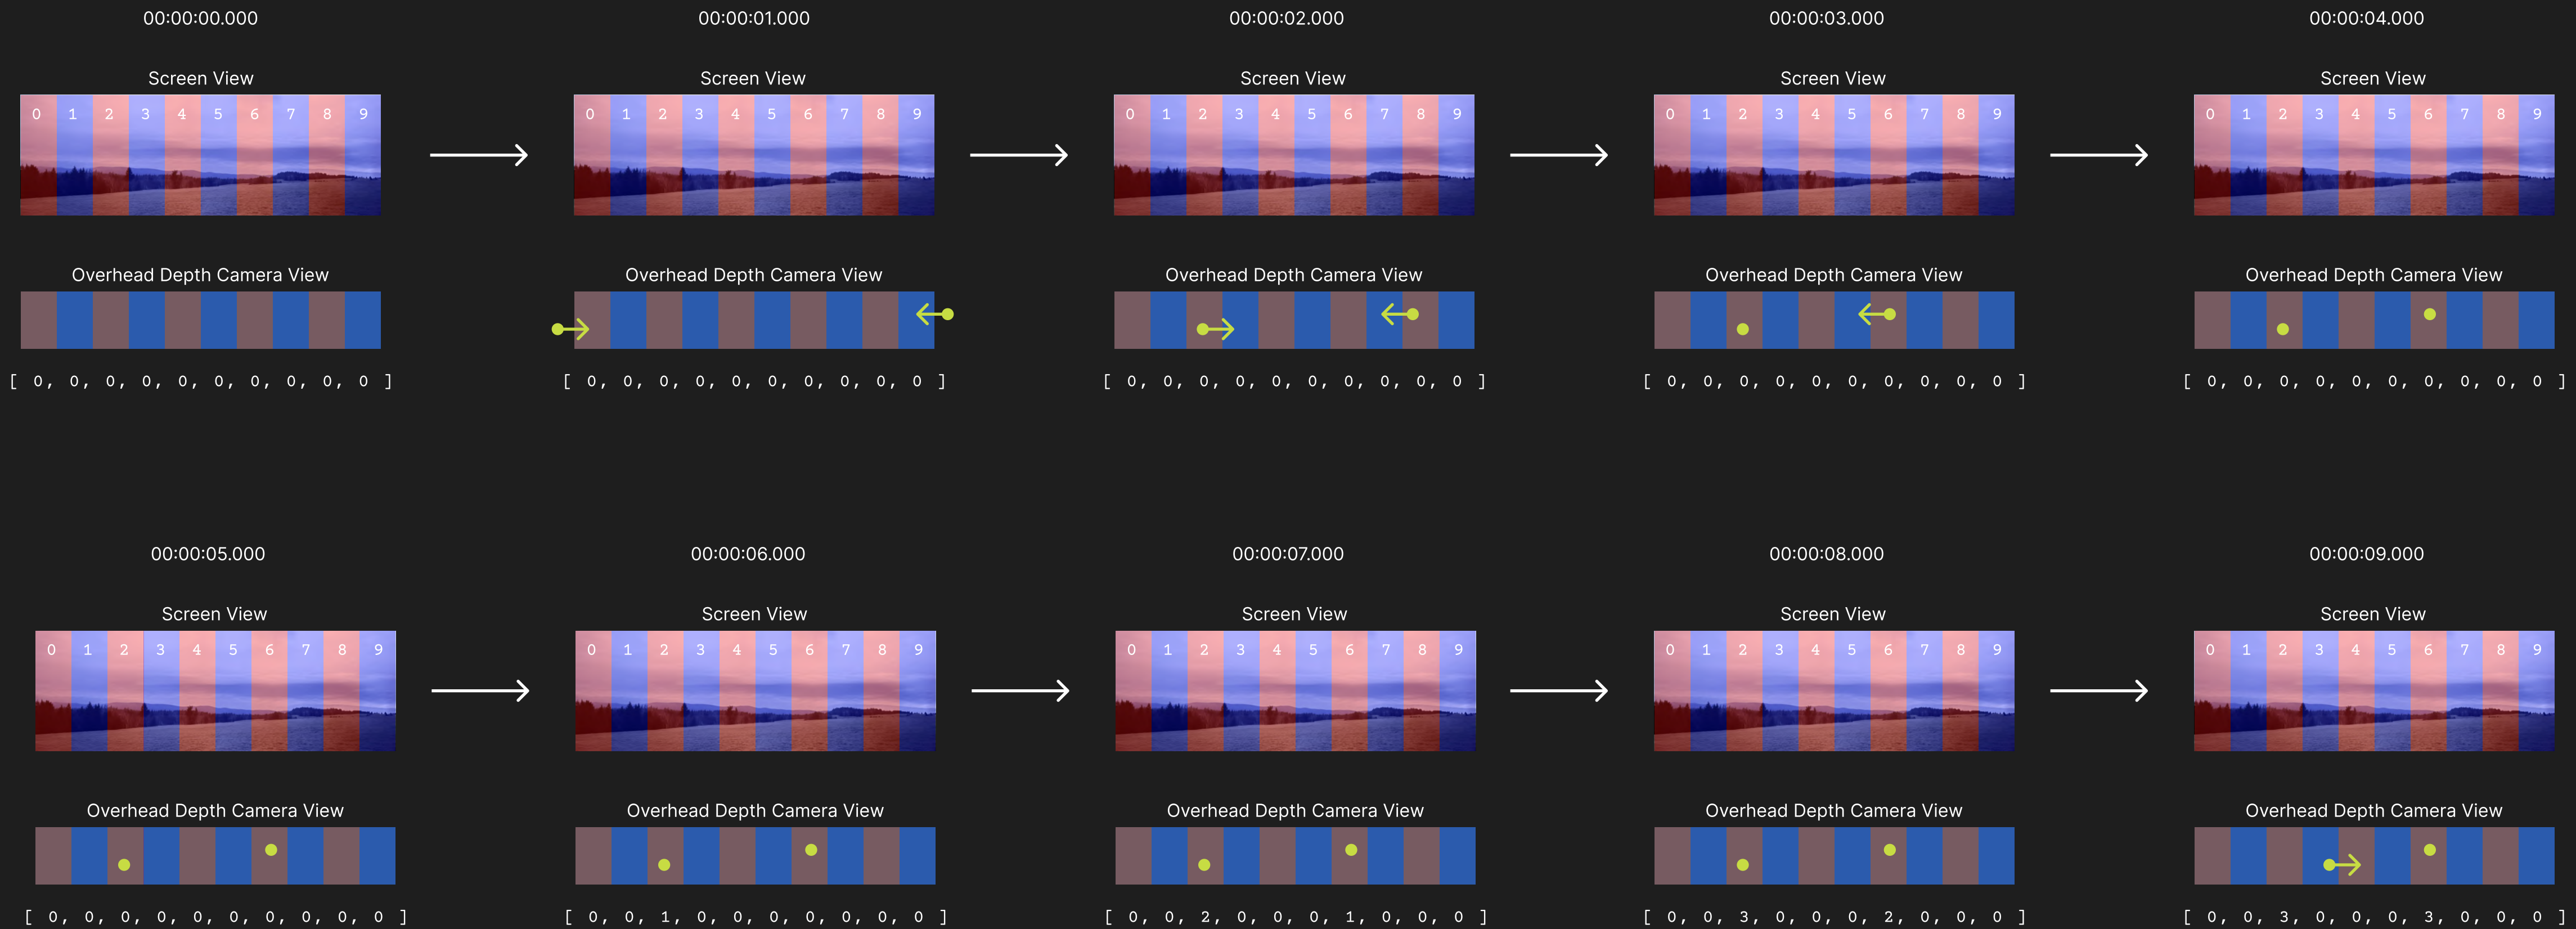 00:00:00.000
Screen View
0 1 2 3 4 5 6 7 8 9
Overhead Depth Camera View
[ 0, 0, 0, 0, 0, 0, 0, 0, 0, 0 ]
00:00:01.000
Screen View
0 1 2 3 4 5 6 7 8 9
Overhead Depth Camera View
[ 0, 0, 0, 0, 0, 0, 0, 0, 0, 0 ]
00:00:02.000
Screen View
0 1 2 3 4 5 6 7 8 9
Overhead Depth Camera View
[ 0, 0, 0, 0, 0, 0, 0, 0, 0, 0 ]
00:00:03.000
Screen View
0 1 2 3 4 5 6 7 8 9
Overhead Depth Camera View
[ 0, 0, 0, 0, 0, 0, 0, 0, 0, 0 ]
00:00:04.000
Screen View
0 1 2 3 4 5 6 7 8 9
Overhead Depth Camera View
[ 0, 0, 0, 0, 0, 0, 0, 0, 0, 0 ]
00:00:05.000
Screen View
0 1 2 3 4 5 6 7 8 9
Overhead Depth Camera View
[ 0, 0, 0, 0, 0, 0, 0, 0, 0, 0 ]
00:00:06.000
Screen View
0 1 2 3 4 5 6 7 8 9
Overhead Depth Camera View
[ 0, 0, 1, 0, 0, 0, 0, 0, 0, 0 ]
00:00:07.000
Screen View
0 1 2 3 4 5 6 7 8 9
Overhead Depth Camera View
[ 0, 0, 2, 0, 0, 0, 1, 0, 0, 0 ]
00:00:08.000
Screen View
0 1 2 3 4 5 6 7 8 9
Overhead Depth Camera View
[ 0, 0, 3, 0, 0, 0, 2, 0, 0, 0 ]
00:00:09.000
Screen View
0 1 2 3 4 5 6 7 8 9
Overhead Depth Camera View
[ 0, 0, 3, 0, 0, 0, 3, 0, 0, 0 ]